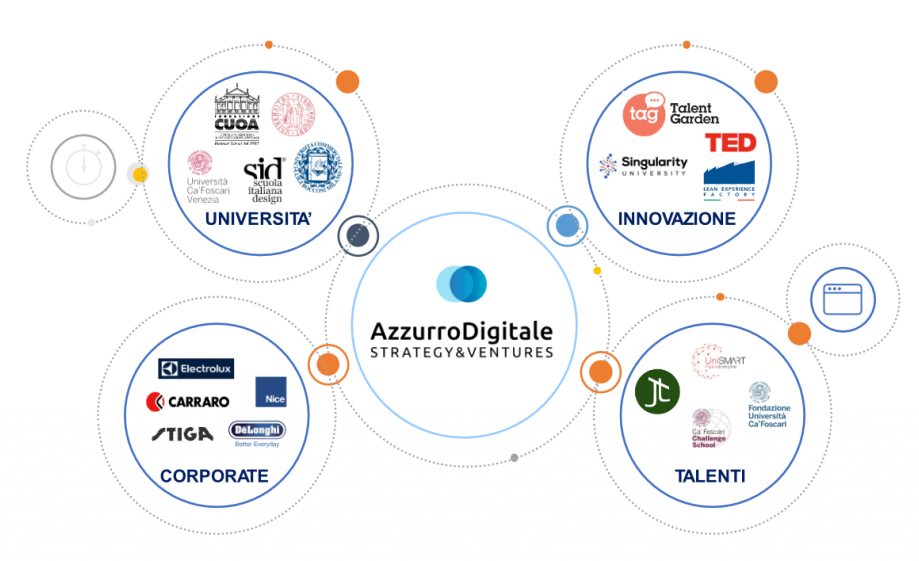 FONDAZIONE
CUOA
Università
Ca'Foscari
Venezia
sid
scuola
italiana
design
UNIVERSITA'
tag
Talent
Garden
TED
Singularity
UNIVERSITY
LEAN EXPERIENCE
FACTORY
INNOVAZIONE
AzzurroDigitale
STRATEGY&VENTURES
Electrolux
CARRARO
Nice
STIGA
DeLonghi
Better Everyday
CORPORATE
UniSMART
Jt
Fondazione
Università
Ca'Foscari
Ca' Foscari
Challenge
School
TALENTI